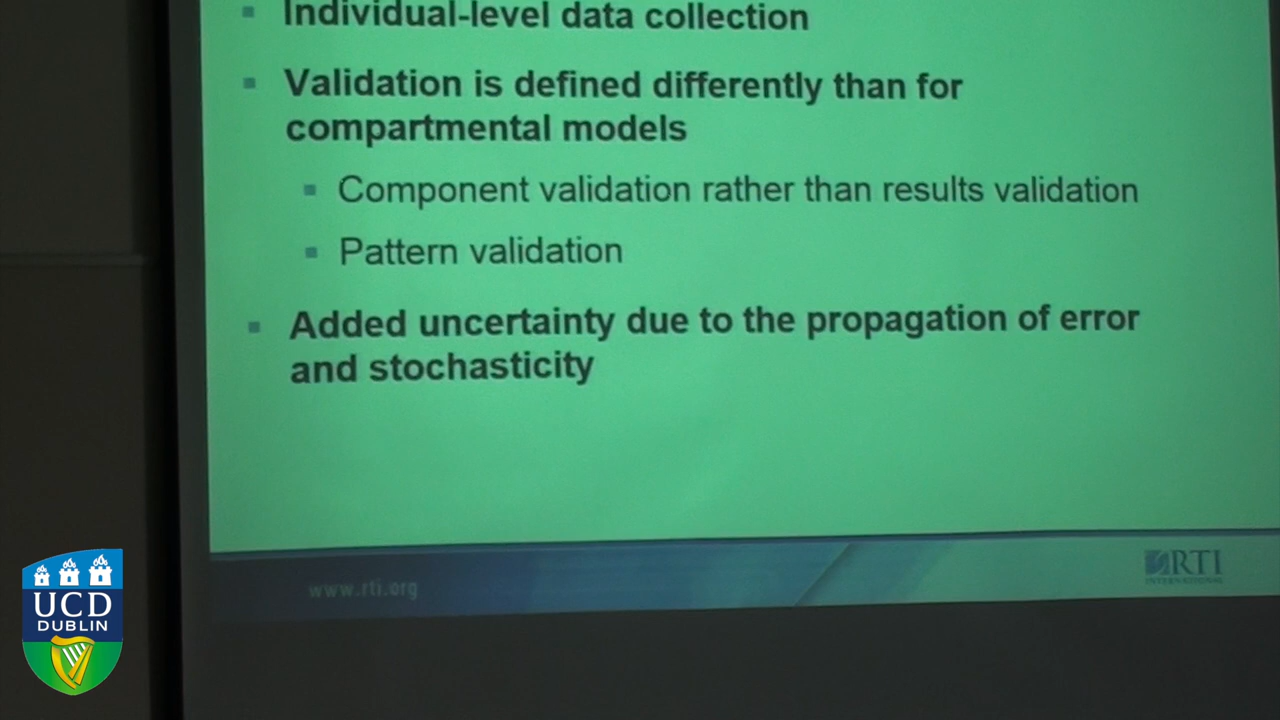 Individual-level data collection
Validation is defined differently than for
compartmental models
Component validation rather than results validation
Pattern validation
Added uncertainty due to the propagation of error
and stochasticity
www.rti.org
RTI
INTERNATIONAL
UCD
DUBLIN